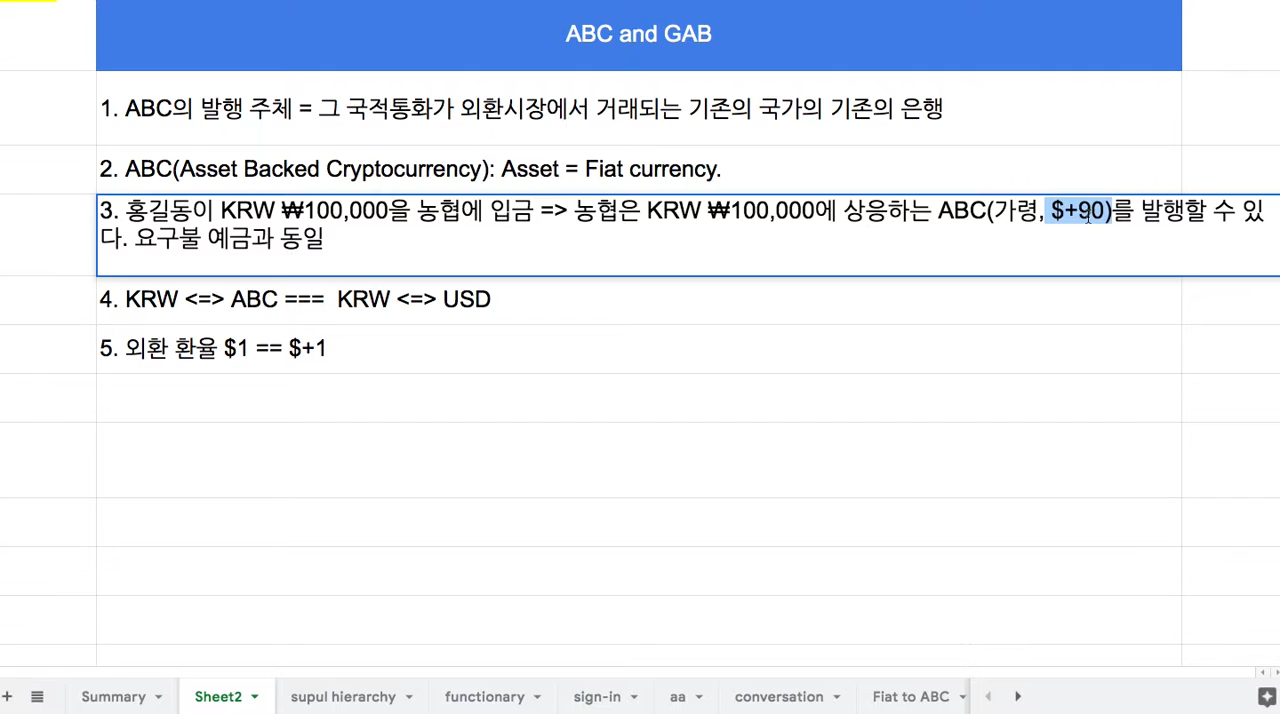 ABC and GAB
1. ABC의 발행 주체 = 그 국적통화가 외환시장에서 거래되는 기존의 국가의 기존의 은행
2. ABC(Asset Backed Cryptocurrency): Asset = Fiat currency.
3. 홍길동이 KRW ₩100,000을 농협에 입금 => 농협은 KRW ₩100,000에 상응하는 ABC(가령, $+90)를 발행할 수 있
다. 요구불 예금과 동일
4. KRW <=> ABC ===  KRW <=> USD
5. 외환 환율 $1 == $+1
+ Summary Sheet2 supul hierarchy functionary sign-in aa conversation Fiat to ABC